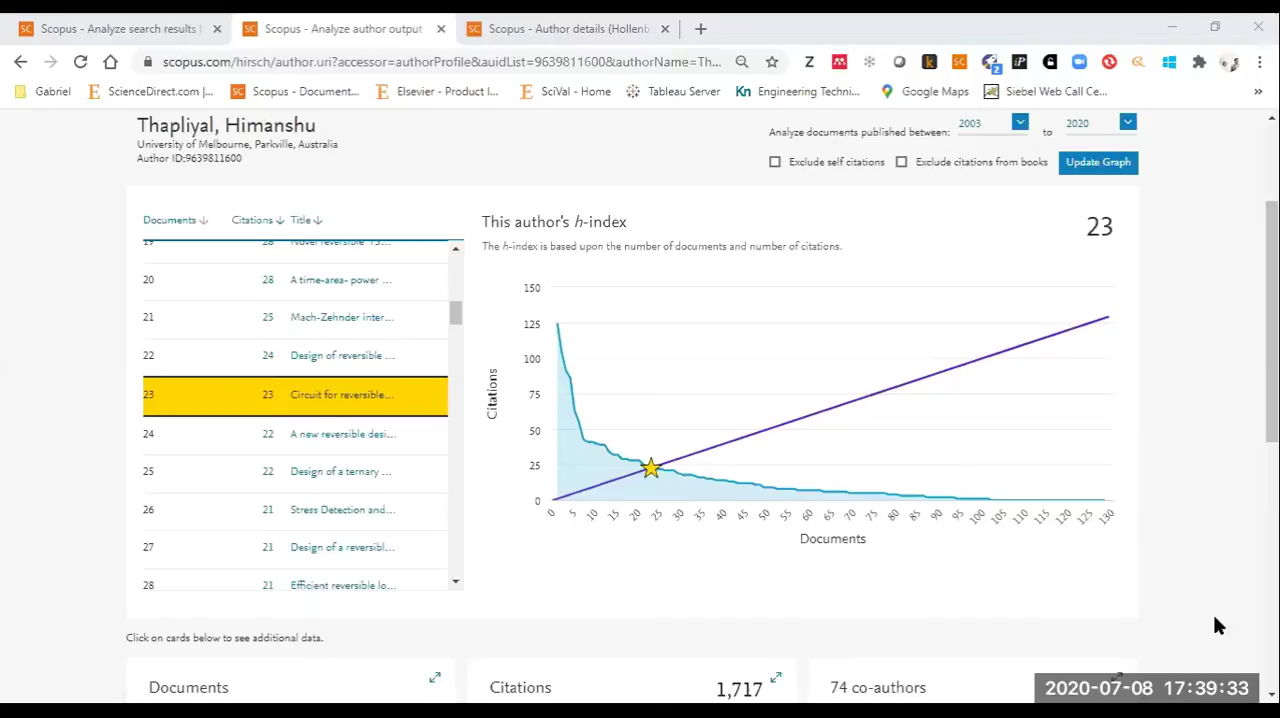 Scopus - Analyze search results
Scopus - Analyze author output
Scopus - Author details (Hollenb
scopus.com/hirsch/author.uri?accessor=authorProfile&auidList=9639811600&authorName=Th...
Gabriel
ScienceDirect.com |...
Scopus - Document...
Elsevier - Product I...
SciVal - Home
Tableau Server
Kn Engineering Techni...
Google Maps
Siebel Web Call Ce...
Thapliyal, Himanshu
University of Melbourne, Parkville, Australia
Author ID:9639811600
Analyze documents published between: 2003 to 2020
Exclude self citations
Exclude citations from books
Update Graph
Documents Citations Title
19 28 Novel reversible
20 28 A time-area- power ...
21 25 Mach-Zehnder inter...
22 24 Design of reversible ...
23 23 Circuit for reversible...
24 22 A new reversible desi...
25 22 Design of a ternary ...
26 21 Stress Detection and...
27 21 Design of a reversibl...
28 21 Efficient reversible lo...
This author's h-index
23
The h-index is based upon the number of documents and number of citations.
150
125
100
75
50
25
0
Citations
0 5 10 15 20 25 30 35 40 45 50 55 60 65 70 75 80 85 90 95 100 105 110 115 120 125 130
Documents
Click on cards below to see additional data.
Documents
Citations 1,717
74 co-authors
2020-07-08 17:39:33